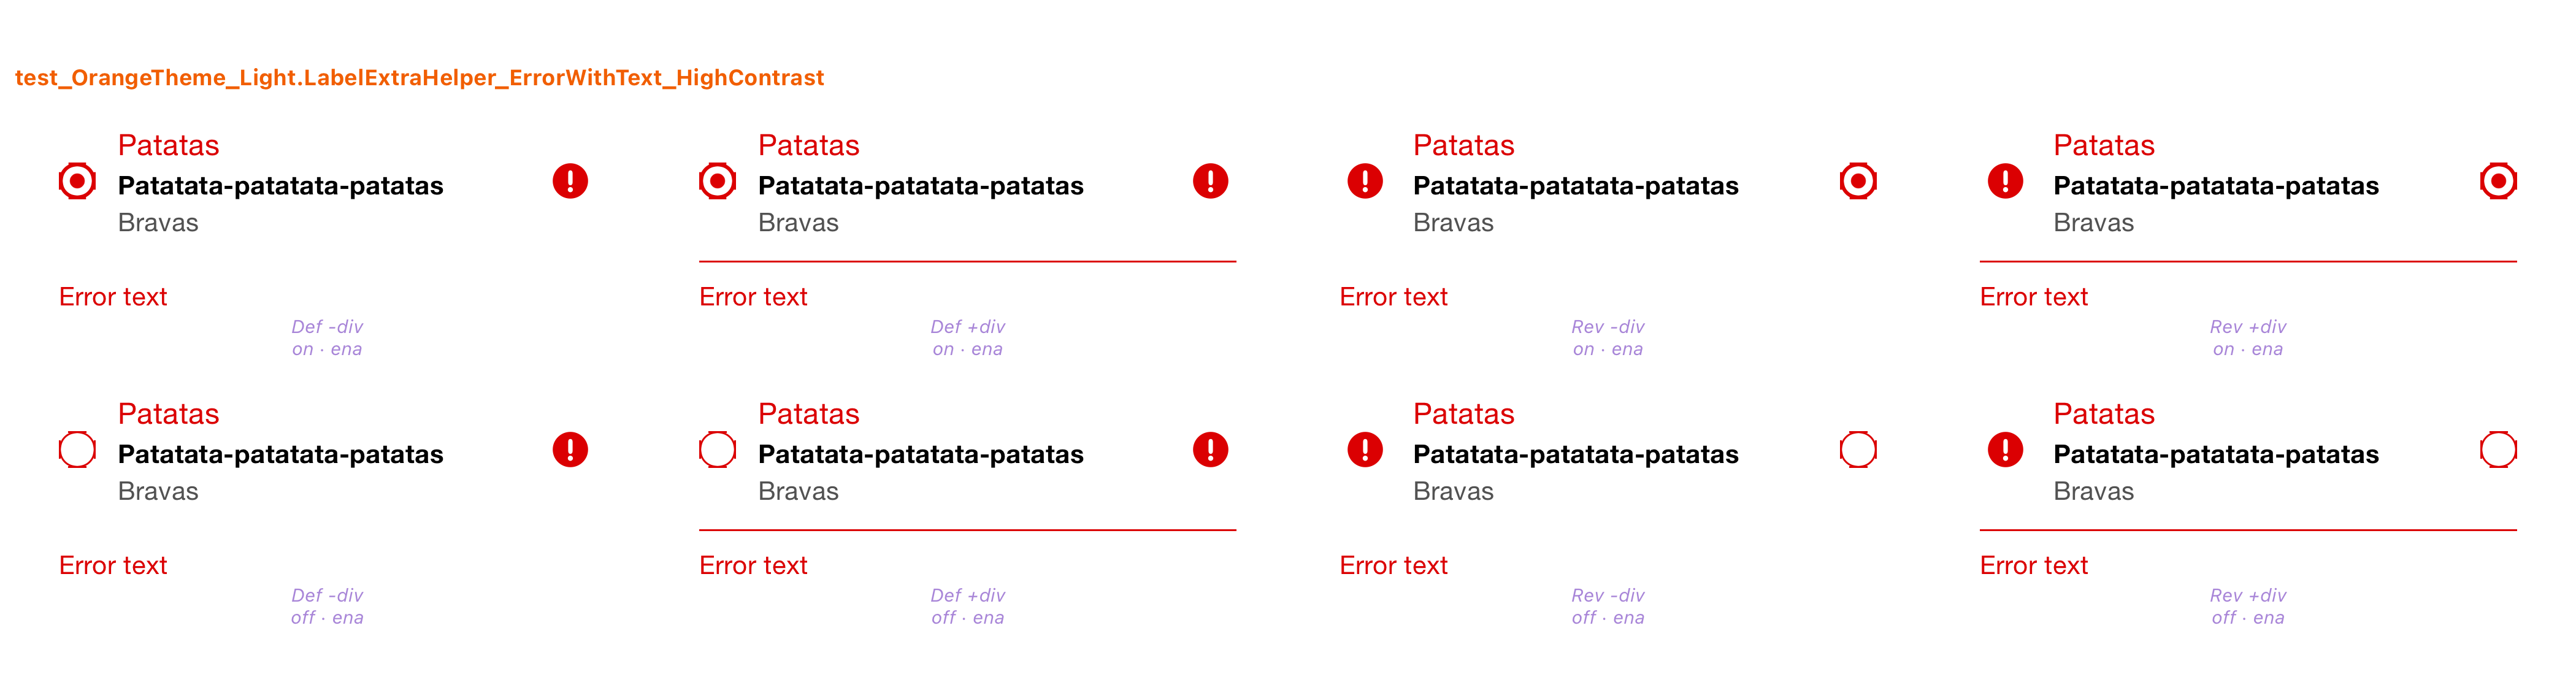 test_OrangeTheme_Light.LabelExtraHelper_ErrorWithText_HighContrast
Patatas
Patatata-patatata-patatas
Bravas
Error text
Def -div
on · ena
Patatas
Patatata-patatata-patatas
Bravas
Error text
Def +div
on · ena
Patatas
Patatata-patatata-patatas
Bravas
Error text
Rev -div
on · ena
Patatas
Patatata-patatata-patatas
Bravas
Error text
Rev +div
on · ena
Patatas
Patatata-patatata-patatas
Bravas
Error text
Def -div
off · ena
Patatas
Patatata-patatata-patatas
Bravas
Error text
Def +div
off · ena
Patatas
Patatata-patatata-patatas
Bravas
Error text
Rev -div
off · ena
Patatas
Patatata-patatata-patatas
Bravas
Error text
Rev +div
off · ena